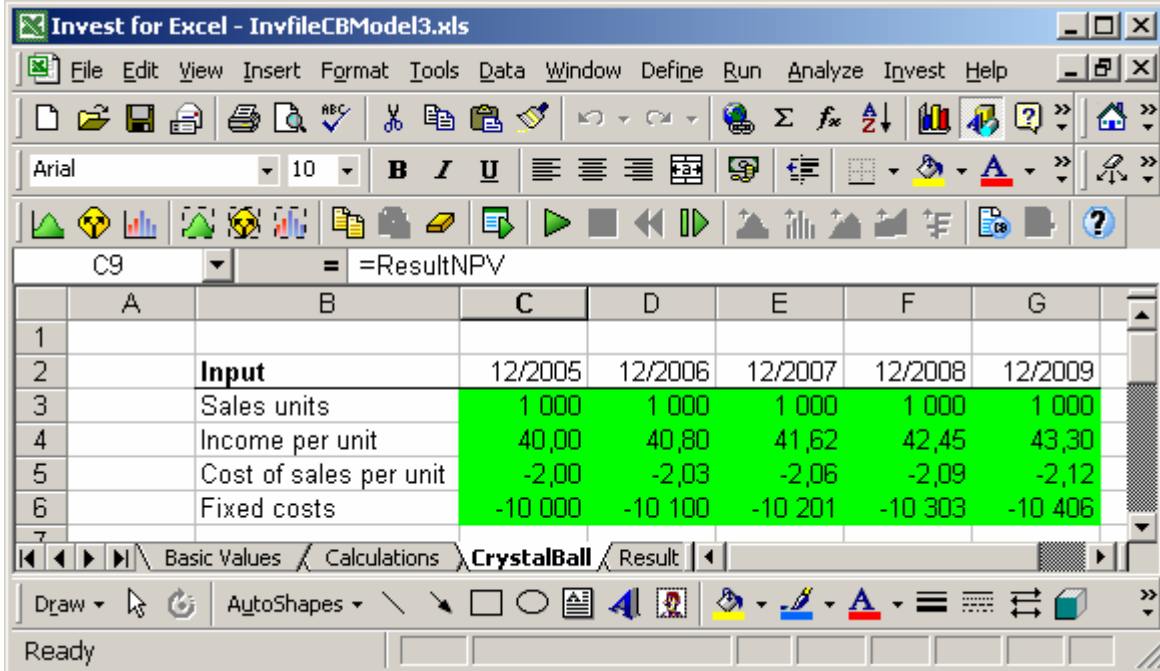 Invest for Excel - InvfileCBModel3.xls
File Edit View Insert Format Tools Data Window Define Run Analyze Invest Help
ABC Σ fx A Z ?
Arial 10 B I U A
CB ?
C9 = =ResultNPV
A B C D E F G
1
2 Input 12/2005 12/2006 12/2007 12/2008 12/2009
3 Sales units 1 000 1 000 1 000 1 000 1 000
4 Income per unit 40,00 40,80 41,62 42,45 43,30
5 Cost of sales per unit -2,00 -2,03 -2,06 -2,09 -2,12
6 Fixed costs -10 000 -10 100 -10 201 -10 303 -10 406
7
Basic Values Calculations CrystalBall Result
Draw AutoShapes A A
Ready